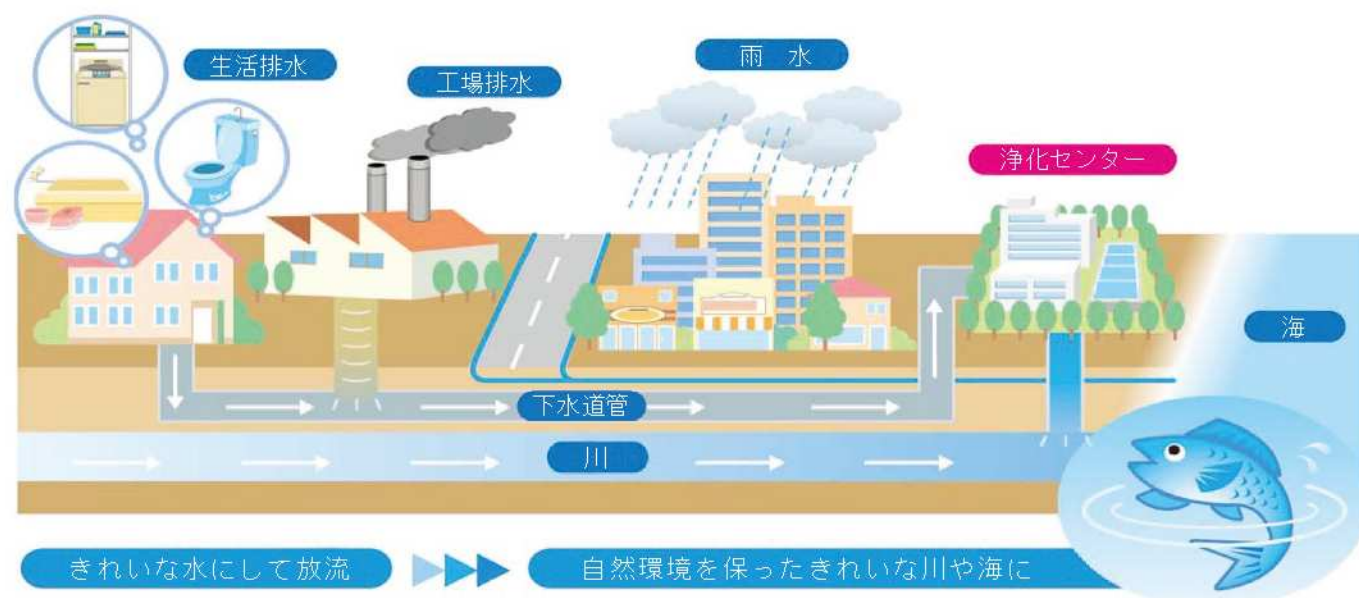 生活排水
工場排水
雨水
浄化センター
海
下水道管
川
きれいな水にして放流
自然環境を保ったきれいな川や海に